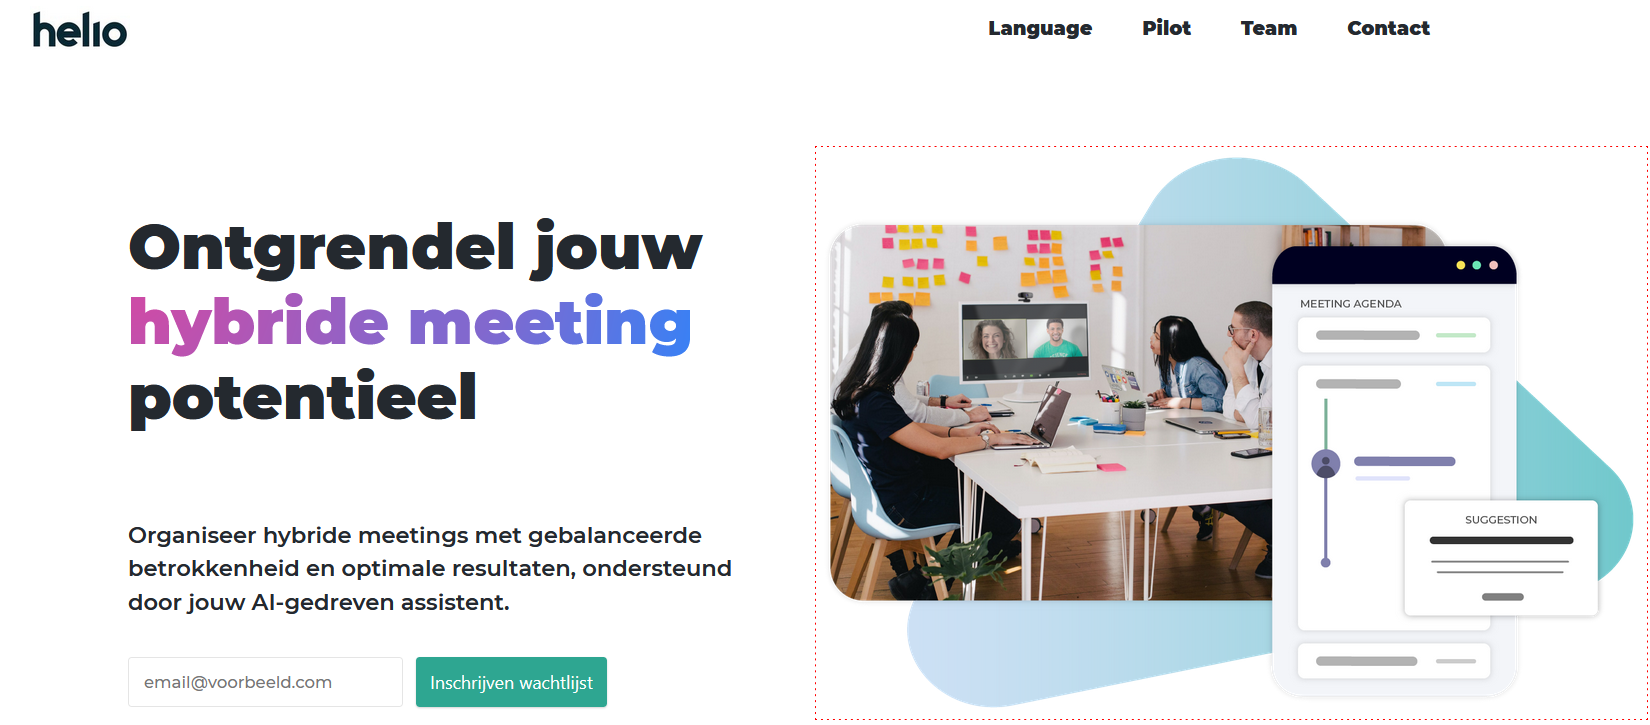 helio
Language Pilot Team Contact
Ontgrendel jouw
hybride meeting
potentieel
Organiseer hybride meetings met gebalanceerde
betrokkenheid en optimale resultaten, ondersteund
door jouw AI-gedreven assistent.
email@voorbeeld.com
Inschrijven wachtlijst
MEETING AGENDA
SUGGESTION